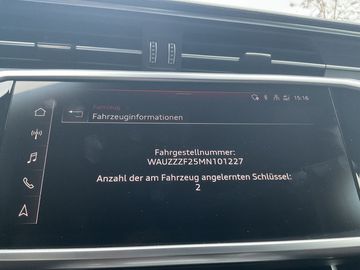 15:16
Fahrzeug
Fahrzeuginformationen
Fahrgestellnummer:
WAUZZZF25MN101227
Anzahl der am Fahrzeug angelernten Schlüssel:
2